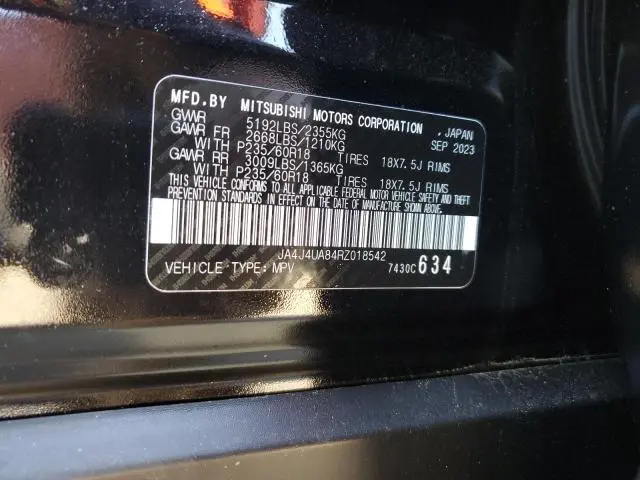 MFD.BY MITSUBISHI MOTORS CORPORATION , JAPAN
GVWR 5192LBS/2355KG SEP 2023
GAWR FR 2668LBS/1210KG
WITH P235/60R18 TIRES 18X7.5J RIMS
GAWR RR 3009LBS/1365KG
WITH P235/60R18 TIRES 18X7.5J RIMS
THIS VEHICLE CONFORMS TO ALL APPLICABLE FEDERAL MOTOR VEHICLE SAFETY AND THEFT
PREVENTION STANDARDS IN EFFECT ON THE DATE OF MANUFACTURE SHOWN ABOVE.
JA4J4UA84RZ018542
VEHICLE TYPE: MPV 7430C 634